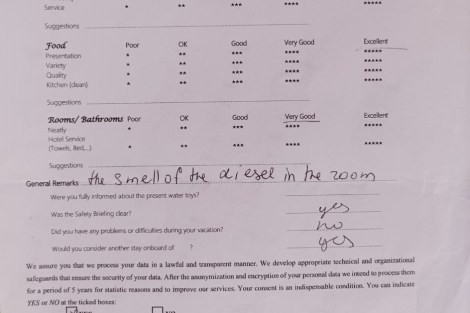 Service * ** *** **** *****
Suggestions
Food Poor OK Good Very Good Excellent
Presentation * ** *** **** *****
Variety * ** *** **** *****
Quality * ** *** **** *****
Kitchen (clean) * ** *** **** *****
Suggestions
Rooms/ Bathrooms Poor OK Good Very Good Excellent
Neatly * ** *** **** *****
Hotel Service
(Towels, Bed,..) * ** *** **** *****
Suggestions
General Remarks the smell of the diesel in the room
Were you fully informed about the present water toys?
Was the Safety Briefing clear? yes
Did you have any problems or difficulties during your vacation? no
Would you consider another stay onboard of ? yes
We assure you that we process your data in a lawful and transparent manner. We develop appropriate technical and organizational
safeguards that ensure the security of your data. After the anonymization and encryption of your personal data we intend to process them
for a period of 5 years for statistic reasons and to improve our services. Your consent is an indispensable condition. You can indicate
YES or NO at the ticked boxes: